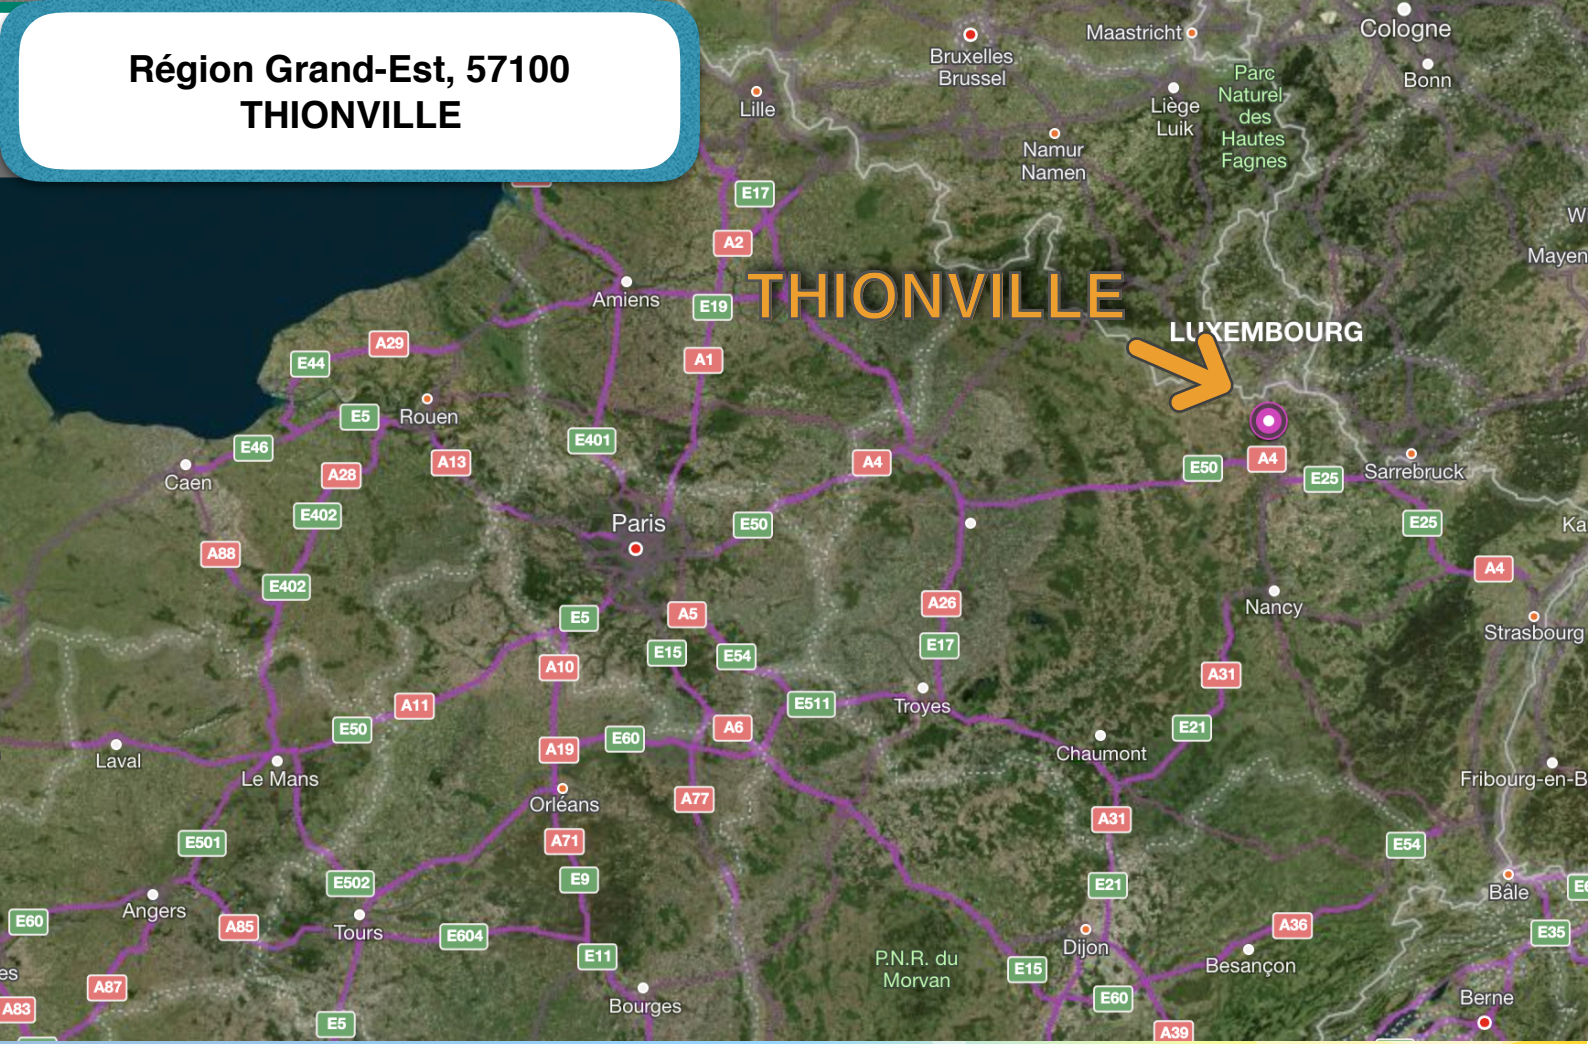 Région Grand-Est, 57100
THIONVILLE
Cologne
Maastricht
Bruxelles
Brussel
Bonn
Parc
Naturel
des
Hautes
Fagnes
Lille
Liège
Luik
Namur
Namen
E17
A2
THIONVILLE
Amiens
E19
LUXEMBOURG
A29
E44
A1
E5
Rouen
E46
E401
A13
A4
E50
A4
Sarrebruck
Caen
A28
E25
E402
Paris
E50
E25
A88
A4
E402
A26
Nancy
E5
A5
Strasbourg
E17
E15
E54
A10
A31
A11
E511
Troyes
E50
A6
E21
E60
A19
Laval
Chaumont
Le Mans
Fribourg-en-B
Orléans
A77
A31
E501
A71
E54
E502
E9
E21
Bâle
Angers
E60
A85
Tours
E604
A36
E35
Dijon
E11
P.N.R. du
Morvan
E15
Besançon
A87
E60
Berne
A83
Bourges
E5
A39